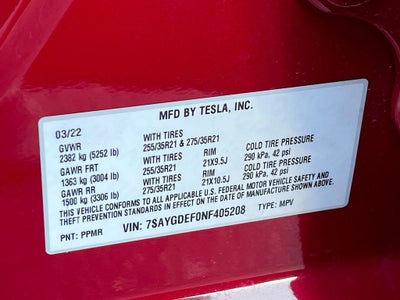 MFD BY TESLA, INC.
03/22
GVWR WITH TIRES
2382 kg (5252 lb) 255/35R21 & 275/35R21
GAWR FRT WITH TIRES RIM COLD TIRE PRESSURE
1363 kg (3004 lb) 255/35R21 21X9.5J 290 kPa, 42 psi
GAWR RR WITH TIRES RIM COLD TIRE PRESSURE
1500 kg (3306 lb) 275/35R21 21X10.5J 290 kPa, 42 psi
THIS VEHICLE CONFORMS TO ALL APPLICABLE U.S. FEDERAL MOTOR VEHICLE SAFETY AND
THEFT PREVENTION STANDARDS IN EFFECT ON THE DATE OF MANUFACTURE SHOWN ABOVE.
PNT: PPMR VIN: 7SAYGDEF0NF405208 TYPE: MPV